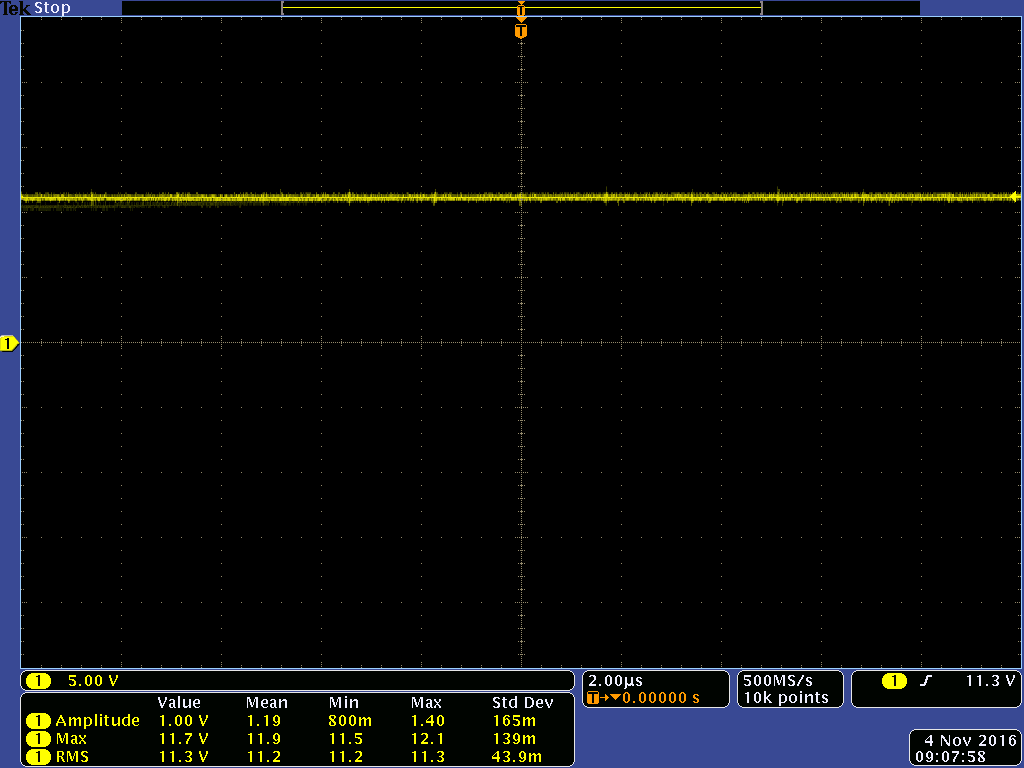 Tek Stop
T
T
1
1 5.00 V
2.00μs
T→▼0.00000 s
500MS/s
10k points
1 11.3 V
Value Mean Min Max Std Dev
1 Amplitude 1.00 V 1.19 800m 1.40 165m
1 Max 11.7 V 11.9 11.5 12.1 139m
1 RMS 11.3 V 11.2 11.2 11.3 43.9m
4 Nov 2016
09:07:58